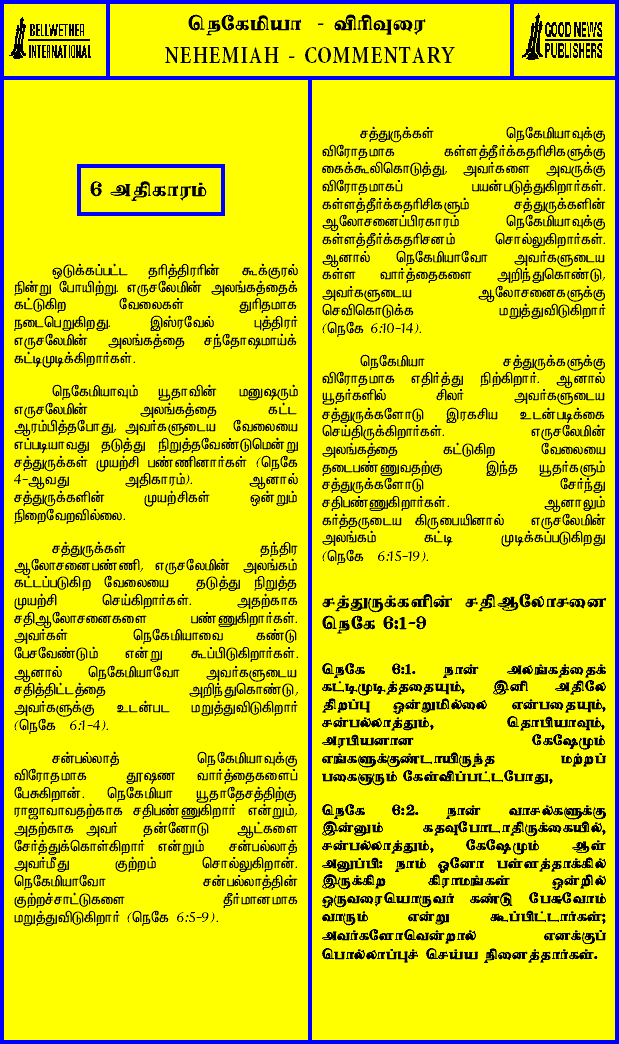 BELLWETHER
INTERNATIONAL
நெகேமியா - விரிவுரை
NEHEMIAH - COMMENTARY
GOOD NEWS
PUBLISHERS
6 அதிகாரம்
ஒடுக்கப்பட்ட தரித்திரரின் கூக்குரல்
நின்று போயிற்று. எருசலேமின் அலங்கத்தைக்
கட்டுகிற வேலைகள் துரிதமாக
நடைபெறுகிறது. இஸ்ரவேல் புத்திரர்
எருசலேமின் அலங்கத்தை சந்தோஷமாய்க்
கட்டிமுடிக்கிறார்கள்.
நெகேமியாவும் யூதாவின் மனுஷரும்
எருசலேமின் அலங்கத்தை கட்ட
ஆரம்பித்தபோது, அவர்களுடைய வேலையை
எப்படியாவது தடுத்து நிறுத்தவேண்டுமென்று
சத்துருக்கள் முயற்சி பண்ணினார்கள் (நெகே
4-ஆவது அதிகாரம்). ஆனால்
சத்துருக்களின் முயற்சிகள் ஒன்றும்
நிறைவேறவில்லை.
சத்துருக்கள் தந்திர
ஆலோசனைபண்ணி, எருசலேமின் அலங்கம்
கட்டப்படுகிற வேலையை தடுத்து நிறுத்த
முயற்சி செய்கிறார்கள். அதற்காக
சதிஆலோசனைகளை பண்ணுகிறார்கள்.
அவர்கள் நெகேமியாவை கண்டு
பேசவேண்டும் என்று கூப்பிடுகிறார்கள்.
ஆனால் நெகேமியாவோ அவர்களுடைய
சதித்திட்டத்தை அறிந்துகொண்டு,
அவர்களுக்கு உடன்பட மறுத்துவிடுகிறார்
(நெகே 6:1-4).
சன்பல்லாத் நெகேமியாவுக்கு
விரோதமாக தூஷண வார்த்தைகளைப்
பேசுகிறான். நெகேமியா யூதாதேசத்திற்கு
ராஜாவாவதற்காக சதிபண்ணுகிறார் என்றும்,
அதற்காக அவர் தன்னோடு ஆட்களை
சேர்த்துக்கொள்கிறார் என்றும் சன்பல்லாத்
அவர்மீது குற்றம் சொல்லுகிறான்.
நெகேமியாவோ சன்பல்லாத்தின்
குற்றச்சாட்டுகளை தீர்மானமாக
மறுத்துவிடுகிறார் (நெகே 6:5-9).
சத்துருக்கள் நெகேமியாவுக்கு
விரோதமாக கள்ளத்தீர்க்கதரிசிகளுக்கு
கைக்கூலிகொடுத்து, அவர்களை அவருக்கு
விரோதமாகப் பயன்படுத்துகிறார்கள்.
கள்ளத்தீர்க்கதரிசிகளும் சத்துருக்களின்
ஆலோசனைப்பிரகாரம் நெகேமியாவுக்கு
கள்ளத்தீர்க்கதரிசனம் சொல்லுகிறார்கள்.
ஆனால் நெகேமியாவோ அவர்களுடைய
கள்ள வார்த்தைகளை அறிந்துகொண்டு,
அவர்களுடைய ஆலோசனைகளுக்கு
செவிகொடுக்க மறுத்துவிடுகிறார்
(நெகே 6:10-14).
நெகேமியா சத்துருக்களுக்கு
விரோதமாக எதிர்த்து நிற்கிறார். ஆனால்
யூதர்களில் சிலர் அவர்களுடைய
சத்துருக்களோடு இரகசிய உடன்படிக்கை
செய்திருக்கிறார்கள். எருசலேமின்
அலங்கத்தை கட்டுகிற வேலையை
தடைபண்ணுவதற்கு இந்த யூதர்களும்
சத்துருக்களோடு சேர்ந்து
சதிபண்ணுகிறார்கள். ஆனாலும்
கர்த்தருடைய கிருபையினால் எருசலேமின்
அலங்கம் கட்டி முடிக்கப்படுகிறது
(நெகே 6:15-19).
சத்துருக்களின் சதிஆலோசனை
நெகே 6:1-9
நெகே 6:1. நான் அலங்கத்தைக்
கட்டிமுடித்ததையும், இனி அதிலே
திறப்பு ஒன்றுமில்லை என்பதையும்,
சன்பல்லாத்தும், தொபியாவும்,
அரபியனான கேஷேமும்
எங்களுக்குண்டாயிருந்த மற்றப்
பகைஞரும் கேள்விப்பட்டபோது,
நெகே 6:2. நான் வாசல்களுக்கு
இன்னும் கதவுபோடாதிருக்கையில்,
சன்பல்லாத்தும், கேஷேமும் ஆள்
அனுப்பி: நாம் ஓனோ பள்ளத்தாக்கில்
இருக்கிற கிராமங்கள் ஒன்றில்
ஒருவரையொருவர் கண்டு பேசுவோம்
வாரும் என்று கூப்பிட்டார்கள்;
அவர்களோவென்றால் எனக்குப்
பொல்லாப்புச் செய்ய நினைத்தார்கள்.